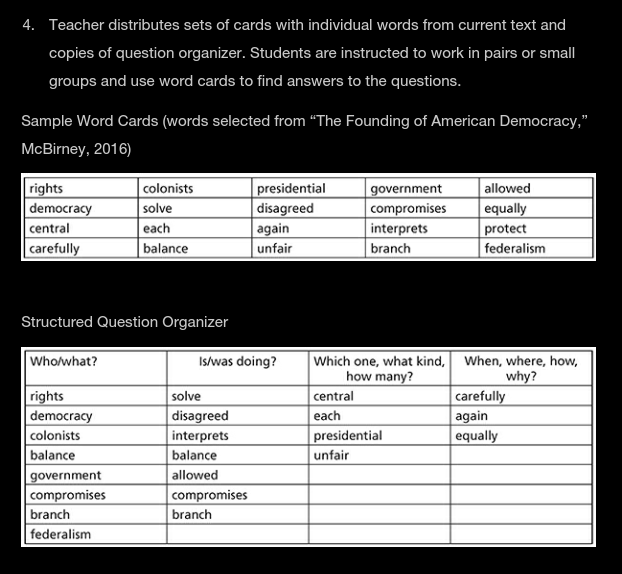 4. Teacher distributes sets of cards with individual words from current text and
copies of question organizer. Students are instructed to work in pairs or small
groups and use word cards to find answers to the questions.
Sample Word Cards (words selected from “The Founding of American Democracy,”
McBirney, 2016)
rights colonists presidential government allowed
democracy solve disagreed compromises equally
central each again interprets protect
carefully balance unfair branch federalism
Structured Question Organizer
Who/what? Is/was doing? Which one, what kind, how many? When, where, how, why?
rights solve central carefully
democracy disagreed each again
colonists interprets presidential equally
balance balance unfair
government allowed
compromises compromises
branch branch
federalism